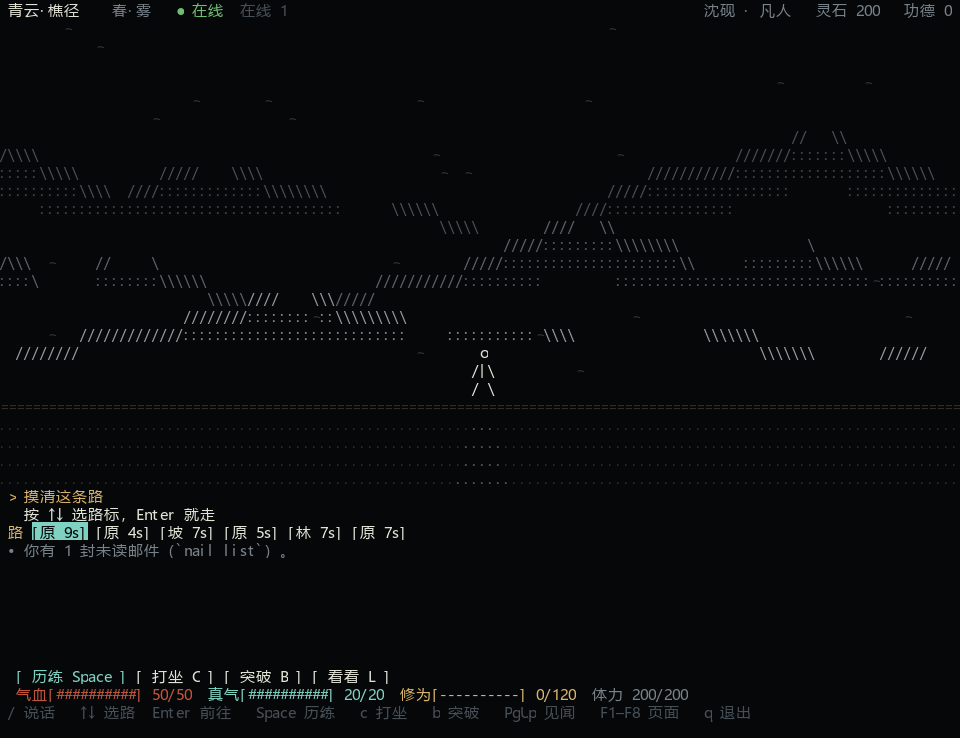 青云·樵径 春·雾 ● 在线 在线 1 沈砚 · 凡人 灵石 200 功德 0
> 摸清这条路
按 ↑↓ 选路标, Enter 就走
路 [原 9s] [原 4s] [坡 7s] [原 5s] [林 7s] [原 7s]
• 你有 1 封未读邮件 (`mail list`) 。
[ 历练 Space ] [ 打坐 C ] [ 突破 B ] [ 看看 L ]
气血[##########] 50/50 真气[##########] 20/20 修为[----------] 0/120 体力 200/200
/ 说话 ↑↓ 选路 Enter 前往 Space 历练 c 打坐 b 突破 PgUp 见闻 F1–F8 页面 q 退出